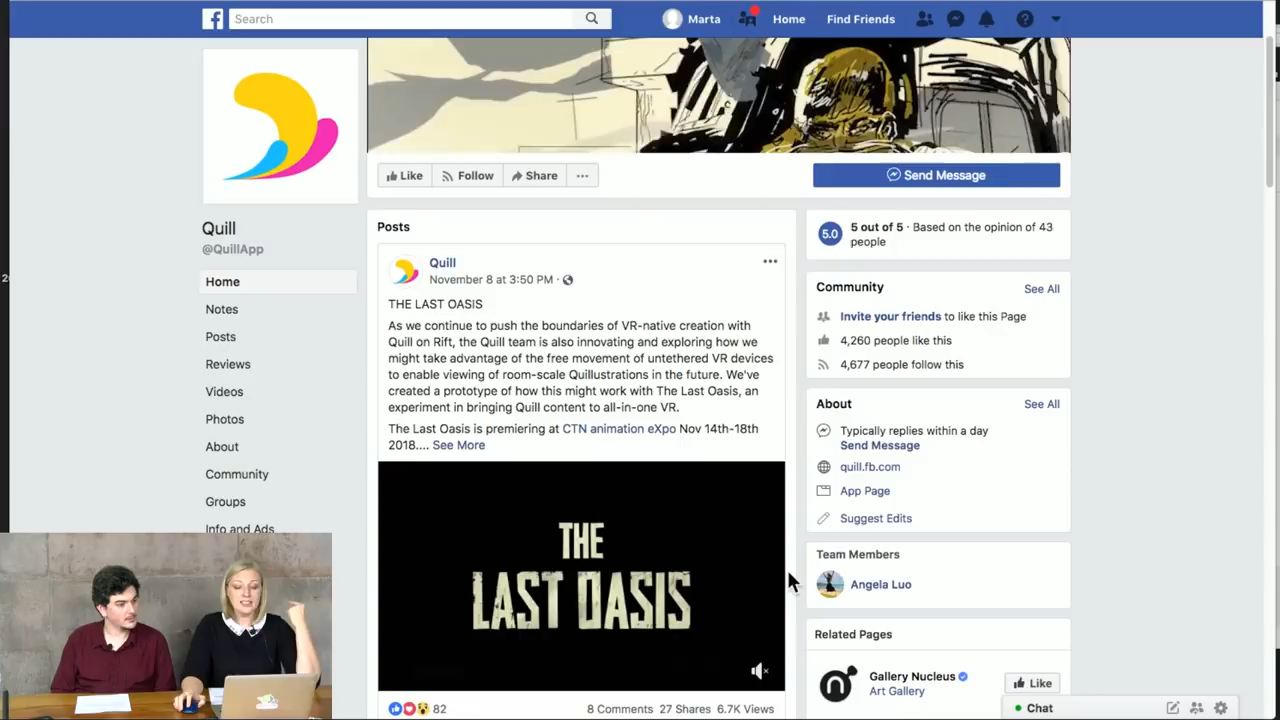 Search
Marta
Home
Find Friends
Like
Follow
Share
Send Message
Quill
@QuillApp
Home
Notes
Posts
Reviews
Videos
Photos
About
Community
Groups
Info and Ads
Posts
Quill
November 8 at 3:50 PM ·
THE LAST OASIS
As we continue to push the boundaries of VR-native creation with
Quill on Rift, the Quill team is also innovating and exploring how we
might take advantage of the free movement of untethered VR devices
to enable viewing of room-scale Quillustrations in the future. We've
created a prototype of how this might work with The Last Oasis, an
experiment in bringing Quill content to all-in-one VR.
The Last Oasis is premiering at CTN animation eXpo Nov 14th-18th
2018.... See More
THE
LAST OASIS
82
8 Comments 27 Shares 6.7K Views
5.0
5 out of 5 · Based on the opinion of 43
people
Community
See All
Invite your friends to like this Page
4,260 people like this
4,677 people follow this
About
See All
Typically replies within a day
Send Message
quill.fb.com
App Page
Suggest Edits
Team Members
Angela Luo
Related Pages
Gallery Nucleus
Art Gallery
Like
Chat